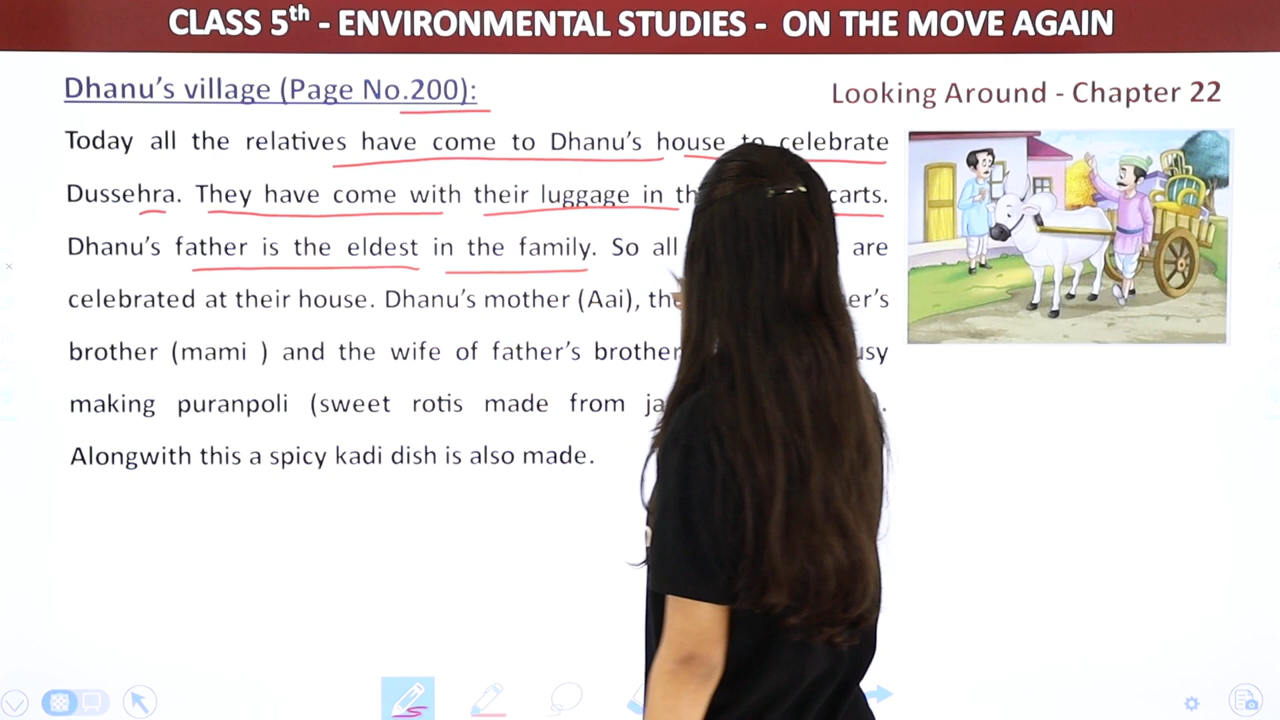 CLASS 5th - ENVIRONMENTAL STUDIES - ON THE MOVE AGAIN
Dhanu's village (Page No.200):
Looking Around - Chapter 22
Today all the relatives have come to Dhanu's house to celebrate
Dussehra. They have come with their luggage in carts.
Dhanu's father is the eldest in the family. So all are
celebrated at their house. Dhanu's mother (Aai),
brother (mami ) and the wife of father's brother
making puranpoli (sweet rotis made from
Alongwith this a spicy kadi dish is also made.